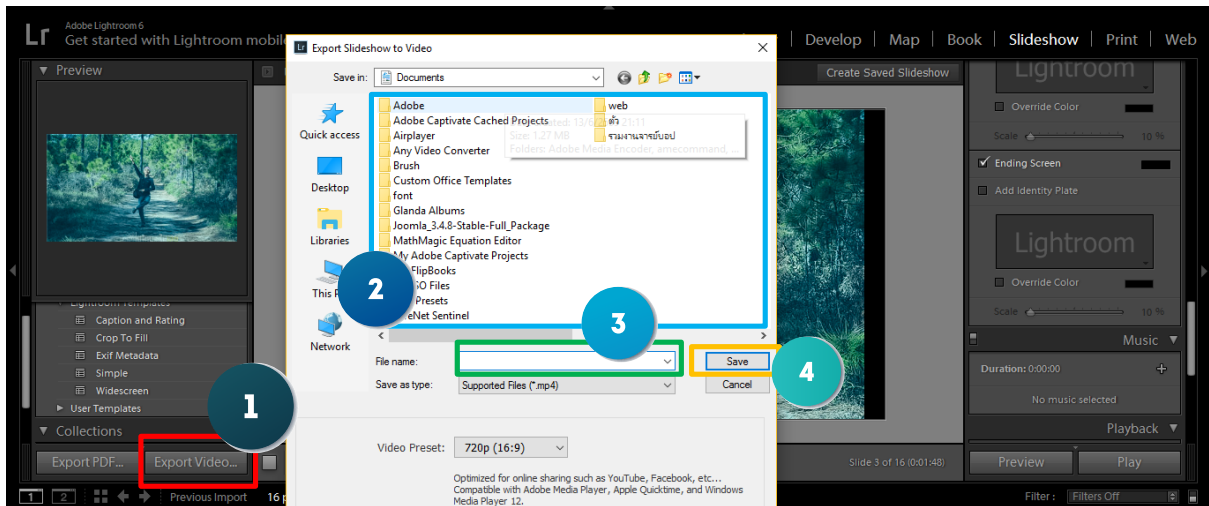 Lr Adobe Lightroom 6
Get started with Lightroom mobile
Develop | Map | Book | Slideshow | Print | Web
Preview
Lightroom Templates
Caption and Rating
Crop To Fill
Exif Metadata
Simple
Widescreen
User Templates
Collections
Export PDF... Export Video...
1
Lr Export Slideshow to Video
Save in: Documents
Quick access
Desktop
Libraries
This
Network
Adobe
Adobe Captivate Cached Projects
Airplayer
Any Video Converter
Brush
Custom Office Templates
font
Glanda Albums
Joomla_3.4.8-Stable-Full_Package
MathMagic Equation Editor
My Adobe Captivate Projects
FlipBooks
Files
Presets
Sentinel
web
ตัว
รวมงานจารย์บอป
Size: 1.27 MB
Folders: Adobe Media Encoder, amecommand, ...
2
3
File name:
Save
4
Save as type: Supported Files (*.mp4)
Cancel
Video Preset: 720p (16:9)
Optimized for online sharing such as YouTube, Facebook, etc...
Compatible with Adobe Media Player, Apple Quicktime, and Windows
Media Player 12.
Create Saved Slideshow
Slide 3 of 16 (0:01:48)
Lightroom
Override Color
Scale 10 %
Ending Screen
Add Identity Plate
Lightroom
Override Color
Scale 10 %
Music
Duration: 0:00:00
No music selected
Playback
Preview Play
1 2 Previous Import 16
Filter : Filters Off